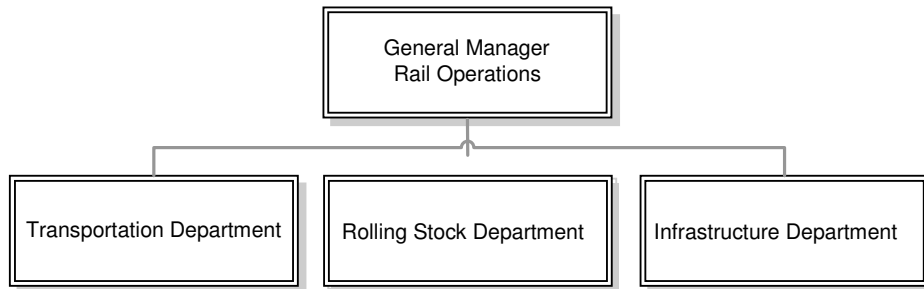 General Manager
Rail Operations
Transportation Department
Rolling Stock Department
Infrastructure Department